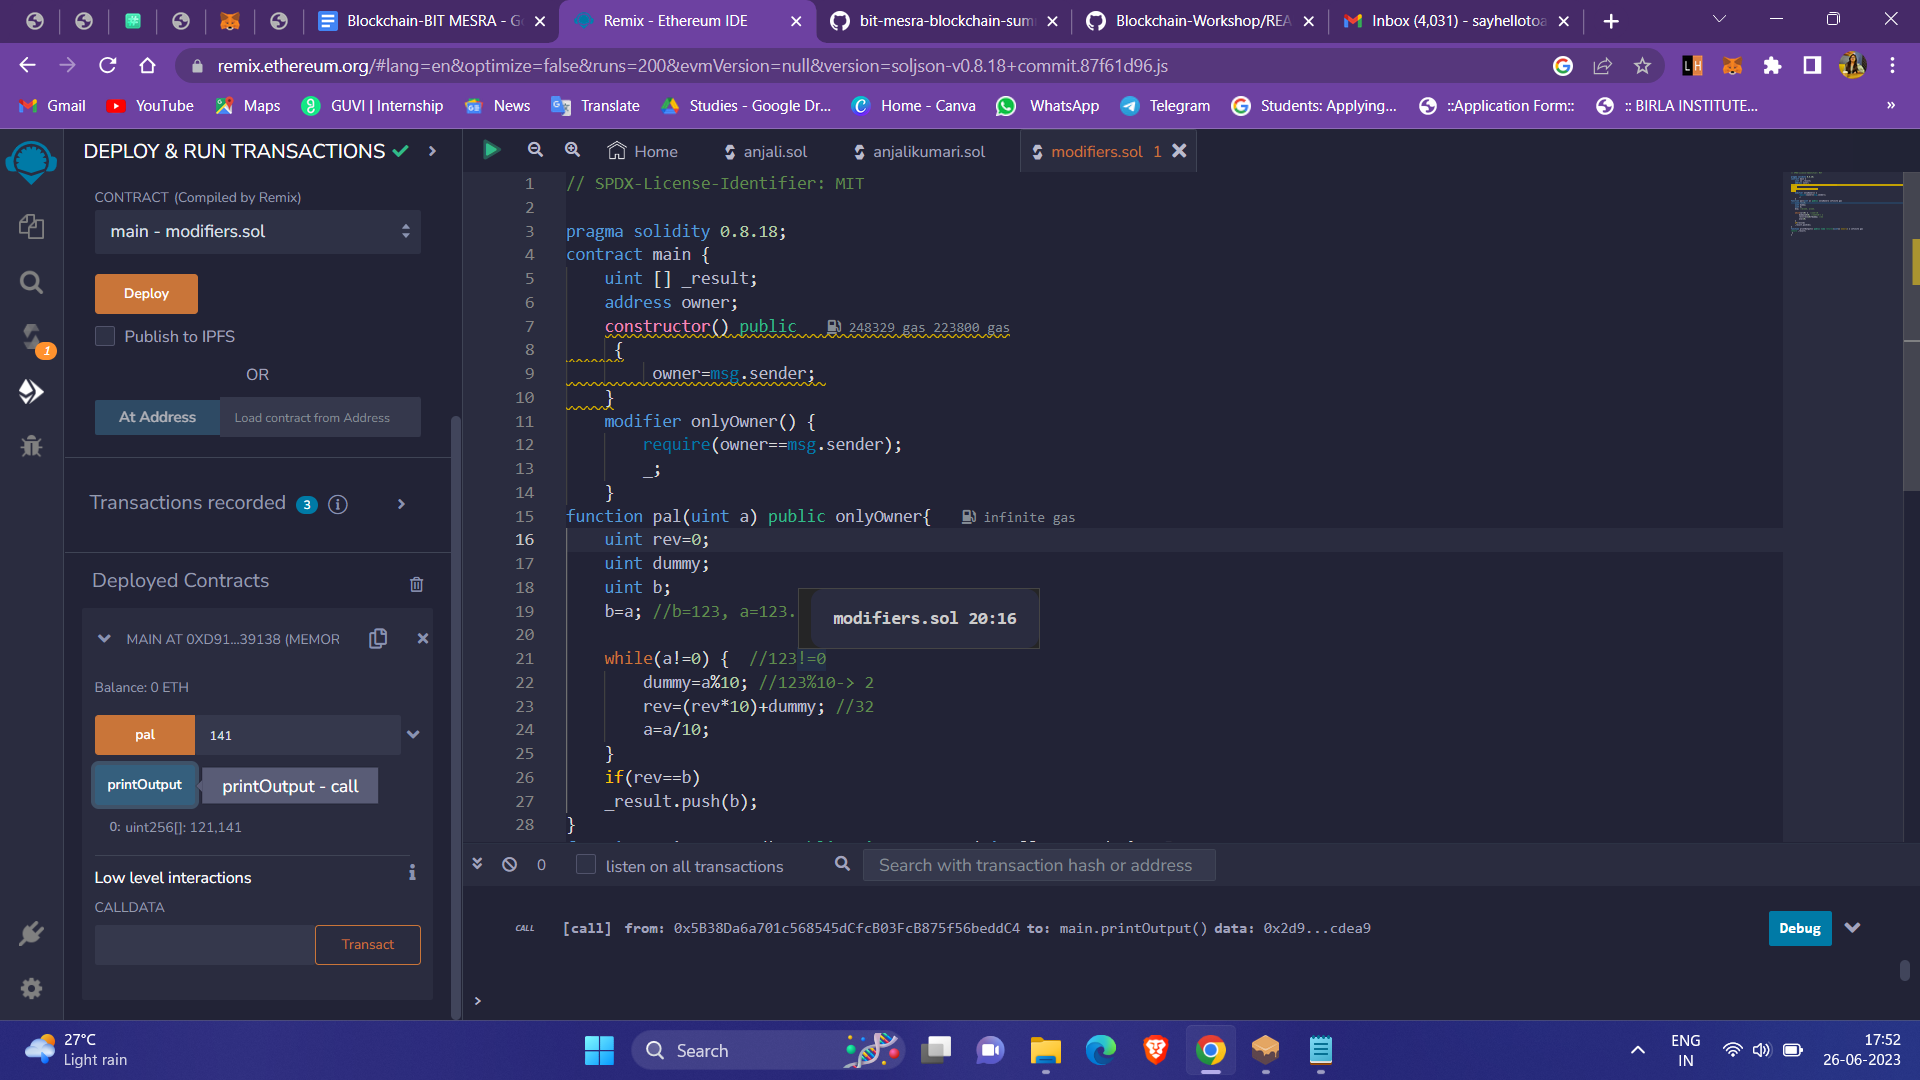 Blockchain-BIT MESRA - Go
Remix - Ethereum IDE
bit-mesra-blockchain-sum
Blockchain-Workshop/REA
Inbox (4,031) - sayhellotoa
remix.ethereum.org/#lang=en&optimize=false&runs=200&evmVersion=null&version=soljson-v0.8.18+commit.87f61d96.js
Gmail
YouTube
Maps
GUVI | Internship
News
Translate
Studies - Google Dr...
Home - Canva
WhatsApp
Telegram
Students: Applying...
::Application Form::
:: BIRLA INSTITUTE...
»
DEPLOY & RUN TRANSACTIONS
CONTRACT (Compiled by Remix)
main - modifiers.sol
Deploy
Publish to IPFS
OR
At Address
Load contract from Address
1
Transactions recorded 3
Deployed Contracts
MAIN AT 0XD91...39138 (MEMOR
Balance: 0 ETH
pal
141
printOutput
printOutput - call
0: uint256[]: 121,141
Low level interactions
CALLDATA
Transact
Home
anjali.sol
anjalikumari.sol
modifiers.sol 1
1 // SPDX-License-Identifier: MIT
2
3 pragma solidity 0.8.18;
4 contract main {
5 uint [] _result;
6 address owner;
7 constructor() public 248329 gas 223800 gas
8 {
9 owner=msg.sender;
10 }
11 modifier onlyOwner() {
12 require(owner==msg.sender);
13 _;
14 }
15 function pal(uint a) public onlyOwner{ infinite gas
16 uint rev=0;
17 uint dummy;
18 uint b;
19 b=a; //b=123, a=123.
modifiers.sol 20:16
20
21 while(a!=0) { //123!=0
22 dummy=a%10; //123%10-> 2
23 rev=(rev*10)+dummy; //32
24 a=a/10;
25 }
26 if(rev==b)
27 _result.push(b);
28 }
0
listen on all transactions
Search with transaction hash or address
CALL [call] from: 0x5B38Da6a701c568545dCfcB03FcB875f56beddC4 to: main.printOutput() data: 0x2d9...cdea9
Debug
>
27°C
Light rain
Search
ENG
IN
17:52
26-06-2023